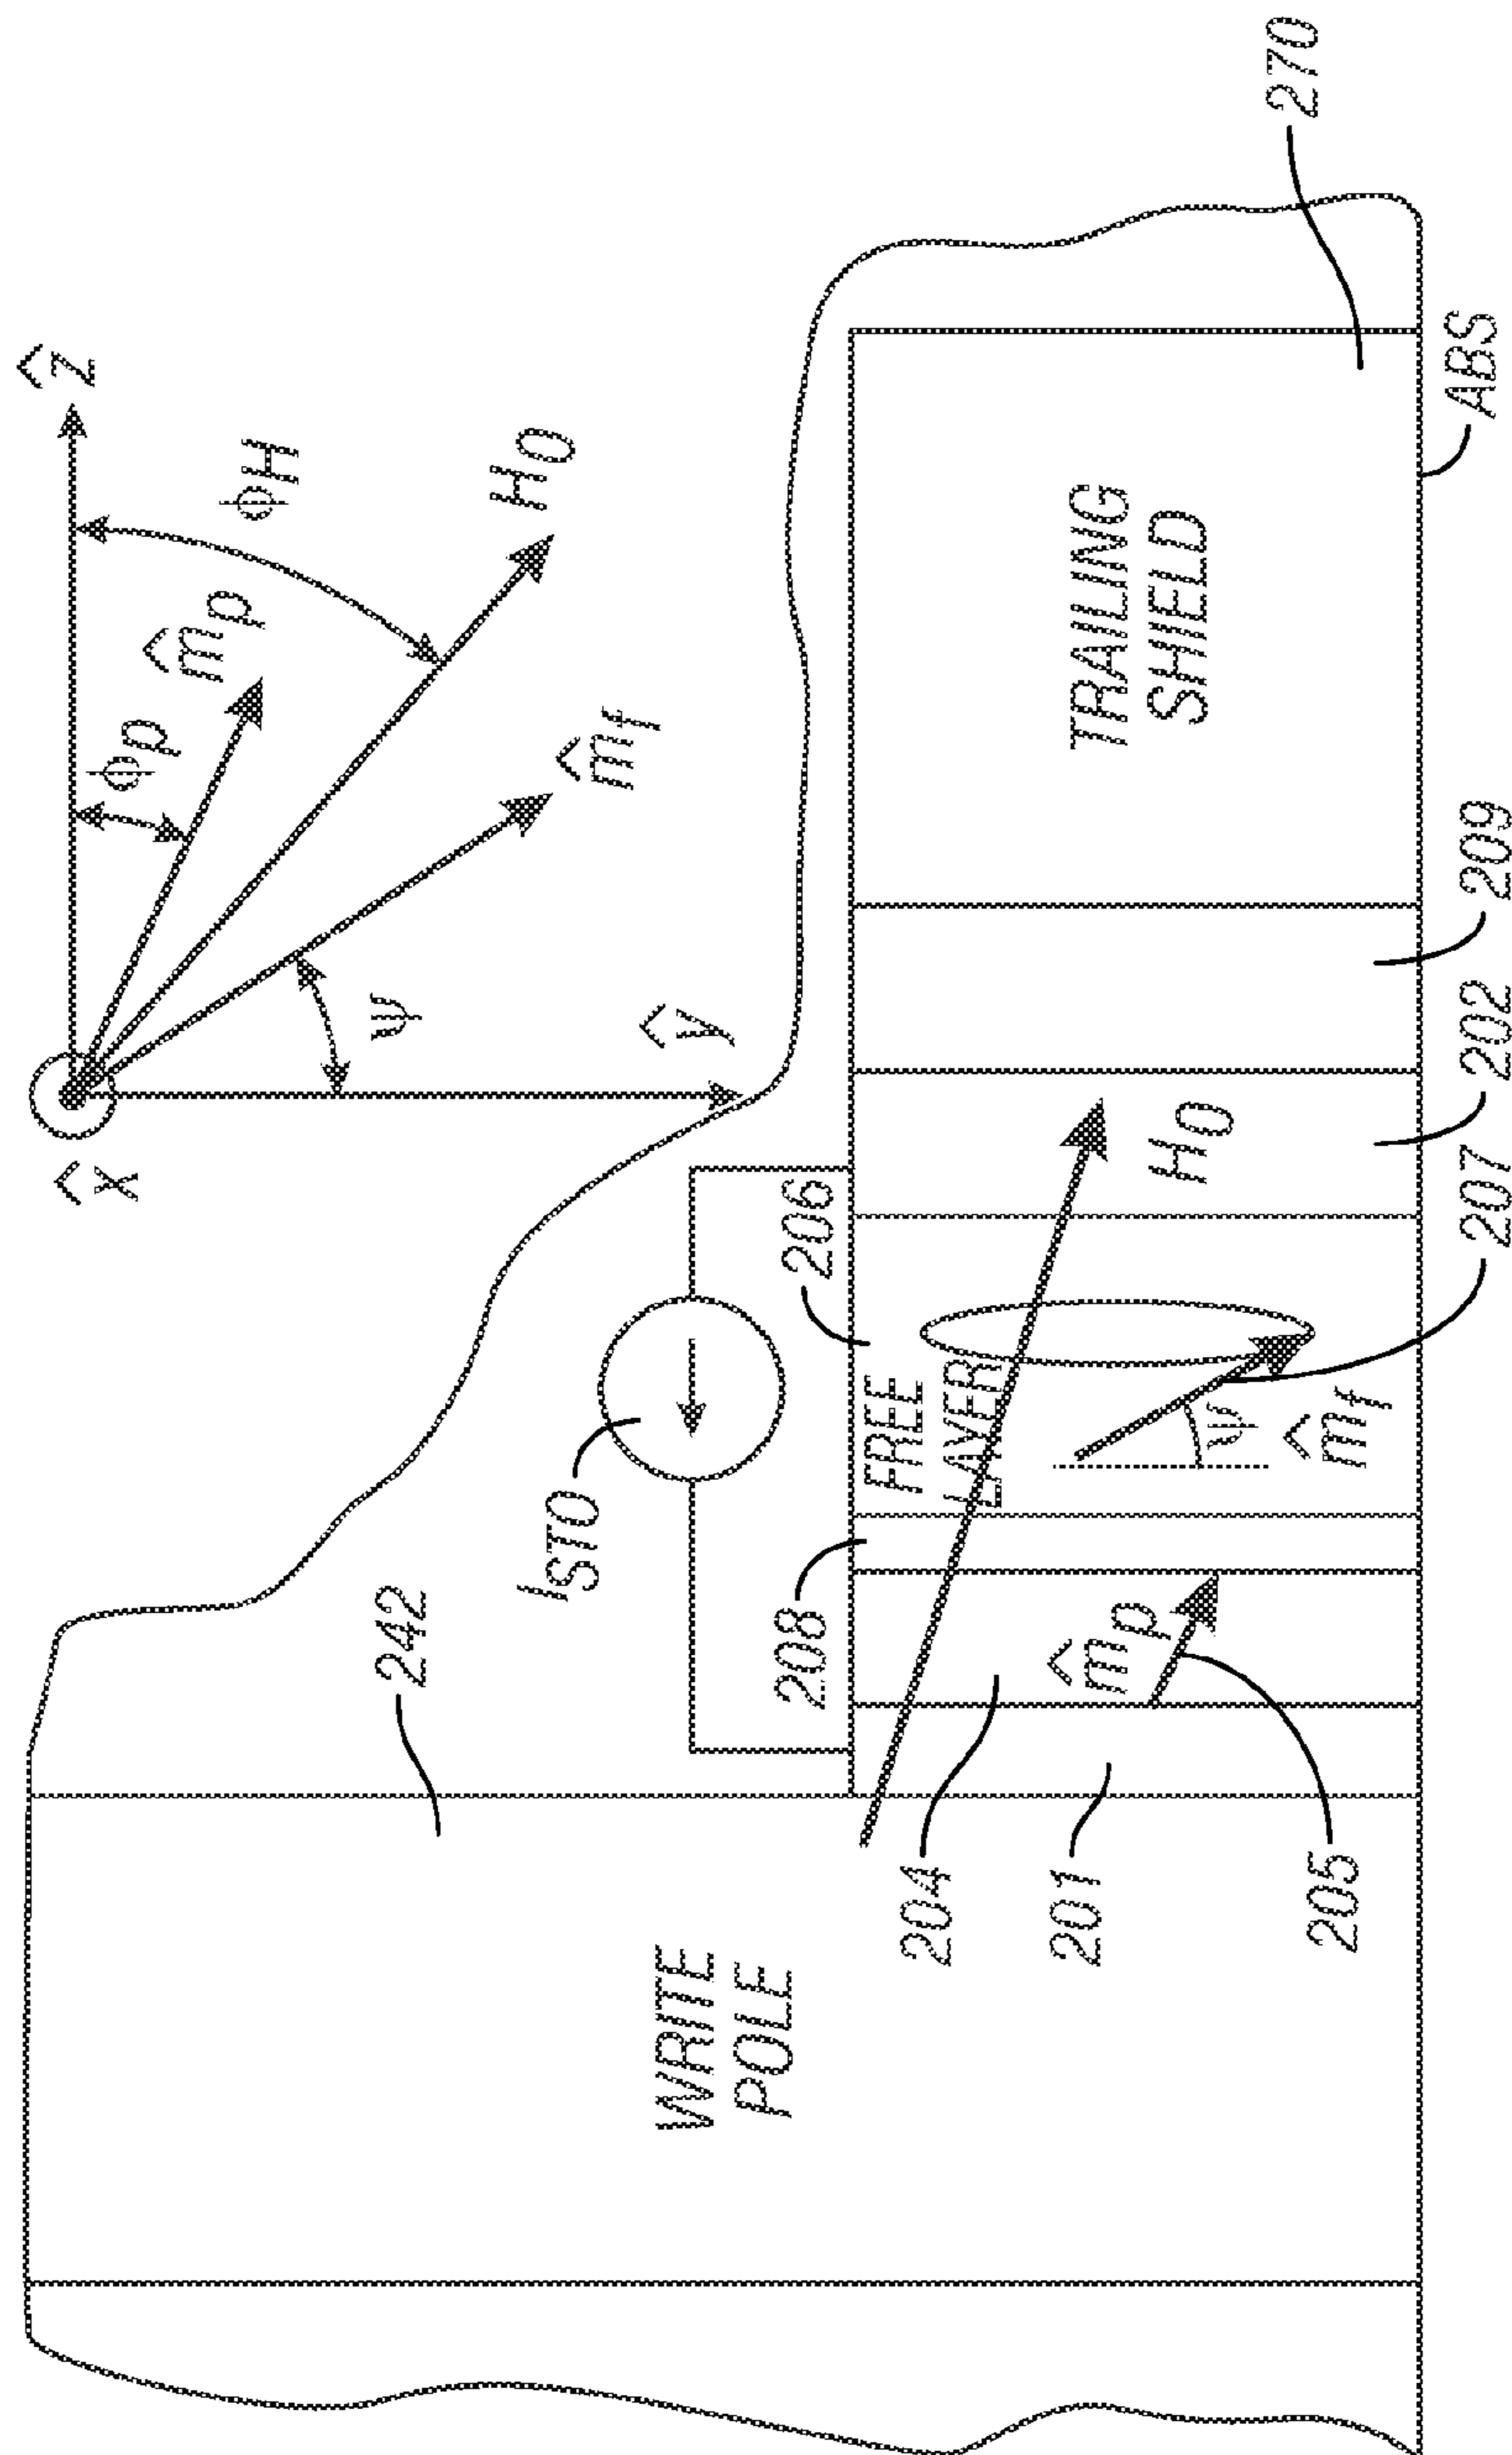 x̂
ẑ
ϕp
m̂p
ϕH
ψ
242
H0
ISTO
m̂f
ŷ
WRITE
POLE
208
206
FREE
LAYER
204
201
m̂p
H0
TRAILING
SHIELD
ψ
m̂f
205
270
207
202
209
ABS